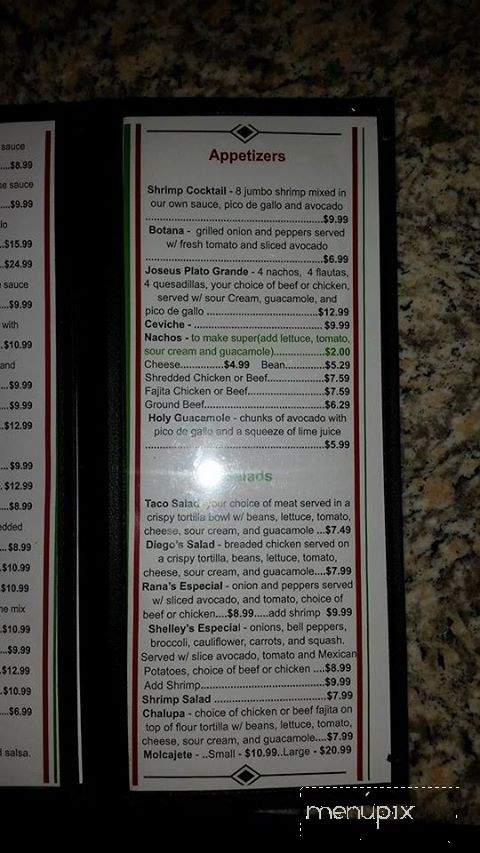 sauce
...$8.99
se sauce
...$9.99
lo
..$15.99
..$24.99
e sauce
....$9.99
with
..$10.99
and
...$9.99
...$9.99
..$12.99
...$9.99
. $12.99
...$8.99
edded
... $8.99
.$10.99
.$10.99
he mix
..$10.99
...$9.99
..$12.99
..$10.99
....$6.99
d salsa.
Appetizers
Shrimp Cocktail - 8 jumbo shrimp mixed in
our own sauce, pico de gallo and avocado
..............................................................$9.99
Botana - grilled onion and peppers served
w/ fresh tomato and sliced avocado
..............................................................$6.99
Joseus Plato Grande - 4 nachos, 4 flautas,
4 quesadillas, your choice of beef or chicken,
served w/ sour Cream, guacamole, and
pico de gallo .......................................$12.99
Ceviche - ............................................. $9.99
Nachos - to make super(add lettuce, tomato,
sour cream and guacamole)..................$2.00
Cheese...............$4.99 Bean..............$5.29
Shredded Chicken or Beef....................$7.59
Fajita Chicken or Beef...........................$7.59
Ground Beef..........................................$6.29
Holy Guacamole - chunks of avocado with
pico de gallo and a squeeze of lime juice
..............................................................$5.99
Salads
Taco Salad - your choice of meat served in a
crispy tortilla bowl w/ beans, lettuce, tomato,
cheese, sour cream, and guacamole ...$7.49
Diego's Salad - breaded chicken served on
a crispy tortilla, beans, lettuce, tomato,
cheese, sour cream, and guacamole....$7.99
Rana's Especial - onion and peppers served
w/ sliced avocado, and tomato, choice of
beef or chicken....$8.99.....add shrimp $9.99
Shelley's Especial - onions, bell peppers,
broccoli, cauliflower, carrots, and squash.
Served w/ slice avocado, tomato and Mexican
Potatoes, choice of beef or chicken ....$8.99
Add Shrimp...........................................$9.99
Shrimp Salad .......................................$7.99
Chalupa - choice of chicken or beef fajita on
top of flour tortilla w/ beans, lettuce, tomato,
cheese, sour cream, and guacamole....$7.99
Molcajete - ..Small - $10.99..Large - $20.99
menupix